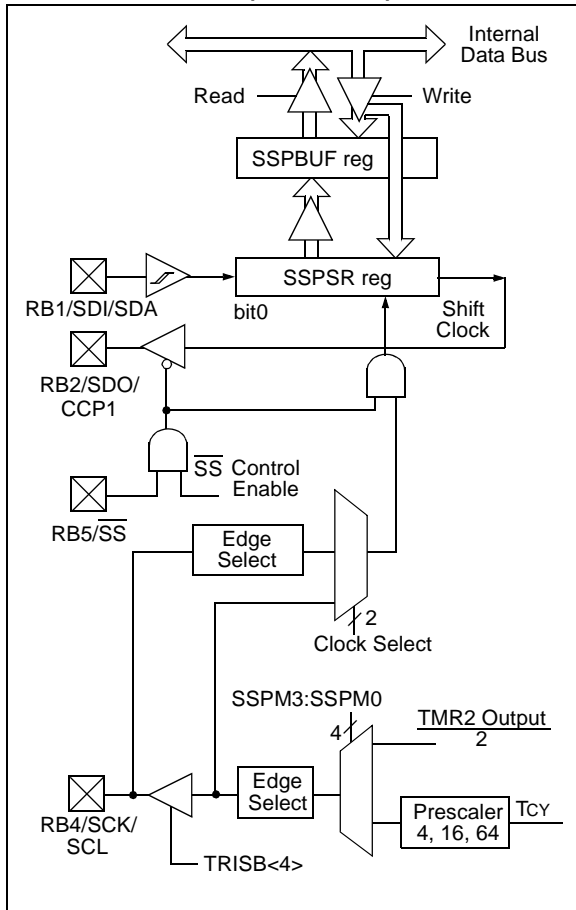 Internal
Data Bus
Read
Write
SSPBUF reg
SSPSR reg
RB1/SDI/SDA
bit0
Shift
Clock
RB2/SDO/
CCP1
SS Control
Enable
RB5/SS
Edge
Select
2
Clock Select
SSPM3:SSPM0
4
TMR2 Output
2
Edge
Select
Prescaler
4, 16, 64
TCY
RB4/SCK/
SCL
TRISB<4>